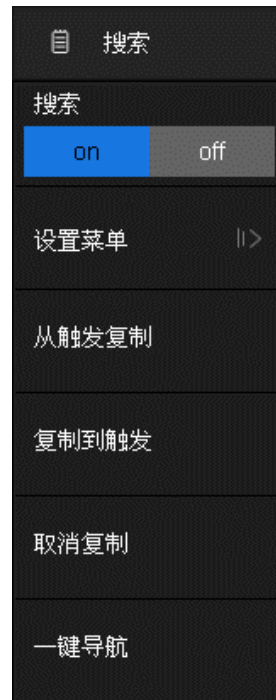 搜索
搜索
on off
设置菜单
从触发复制
复制到触发
取消复制
一键导航